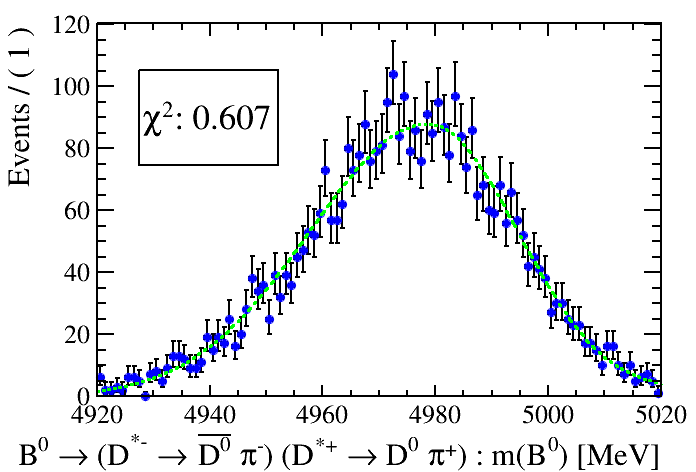 Events / ( 1 )
120
100
80
60
40
20
0
χ²: 0.607
4920 4940 4960 4980 5000 5020
B⁰ → (D*⁻ → D̅⁰ π⁻) (D*⁺ → D⁰ π⁺) : m(B⁰) [MeV]